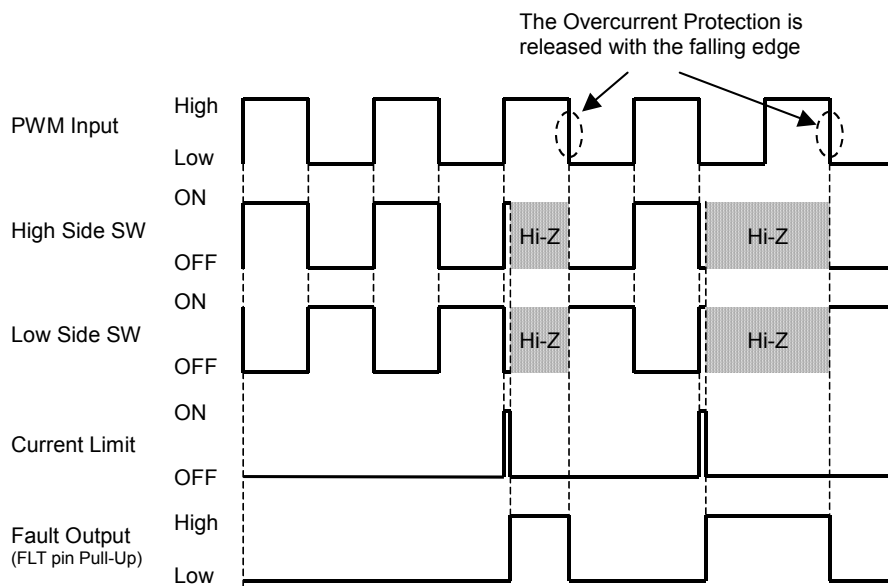 The Overcurrent Protection is
released with the falling edge
PWM Input
High
Low
High Side SW
ON
OFF
Hi-Z
Hi-Z
Low Side SW
ON
OFF
Hi-Z
Hi-Z
Current Limit
ON
OFF
Fault Output
(FLT pin Pull-Up)
High
Low